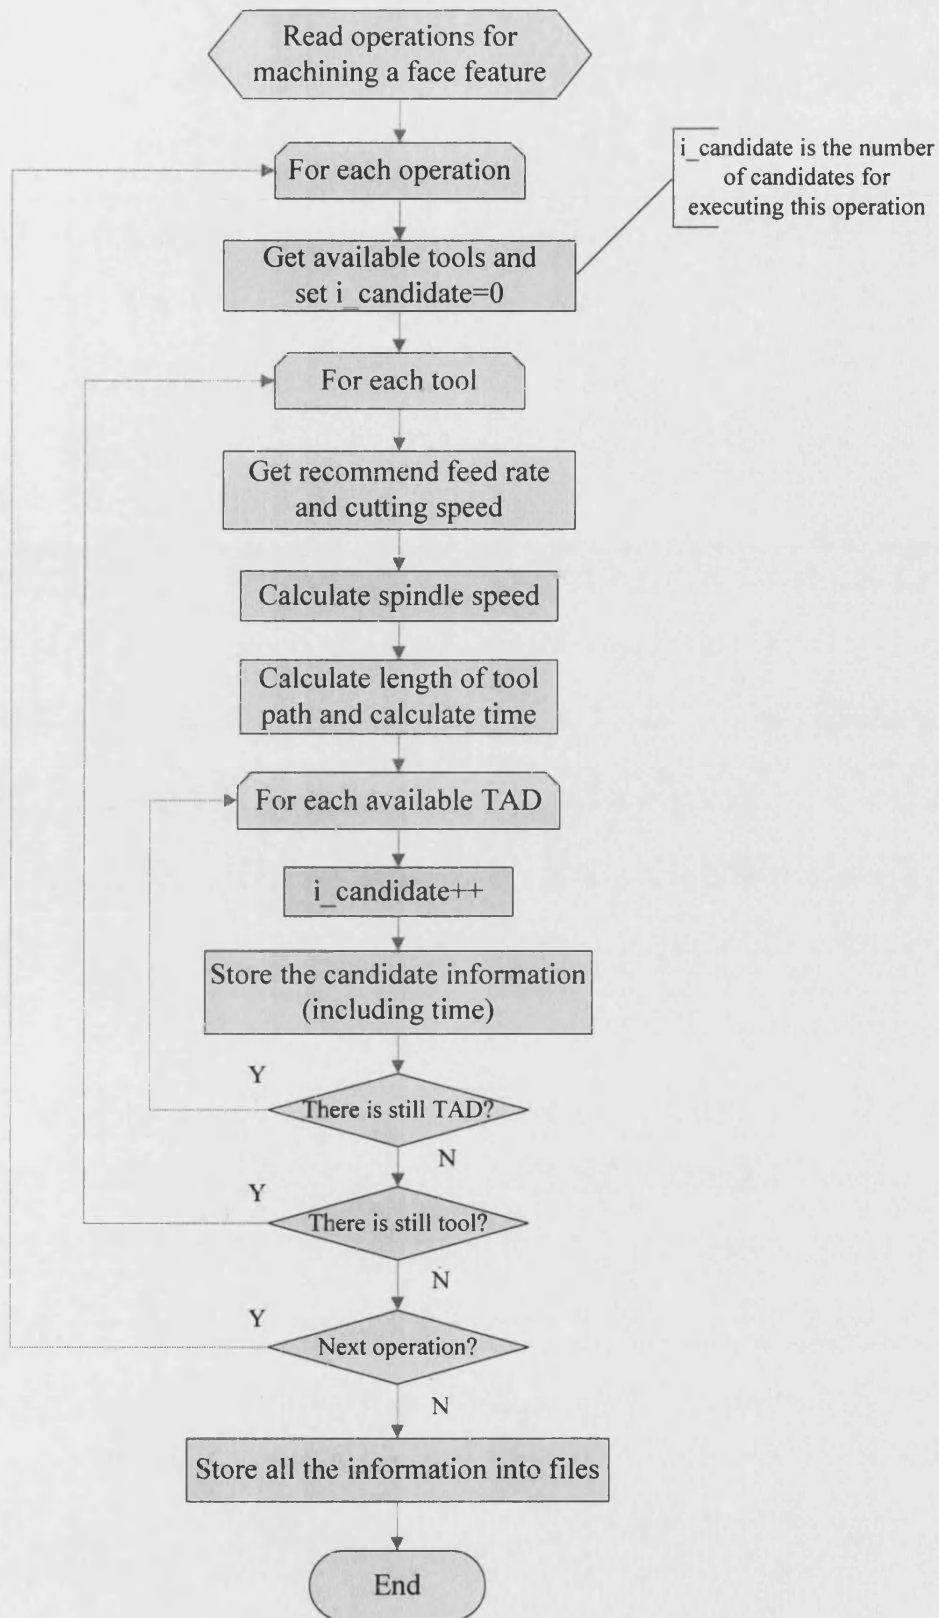 Read operations for
machining a face feature
For each operation
i_candidate is the number
of candidates for
executing this operation
Get available tools and
set i_candidate=0
For each tool
Get recommend feed rate
and cutting speed
Calculate spindle speed
Calculate length of tool
path and calculate time
For each available TAD
i_candidate++
Store the candidate information
(including time)
Y
There is still TAD?
N
Y
There is still tool?
N
Y
Next operation?
N
Store all the information into files
End